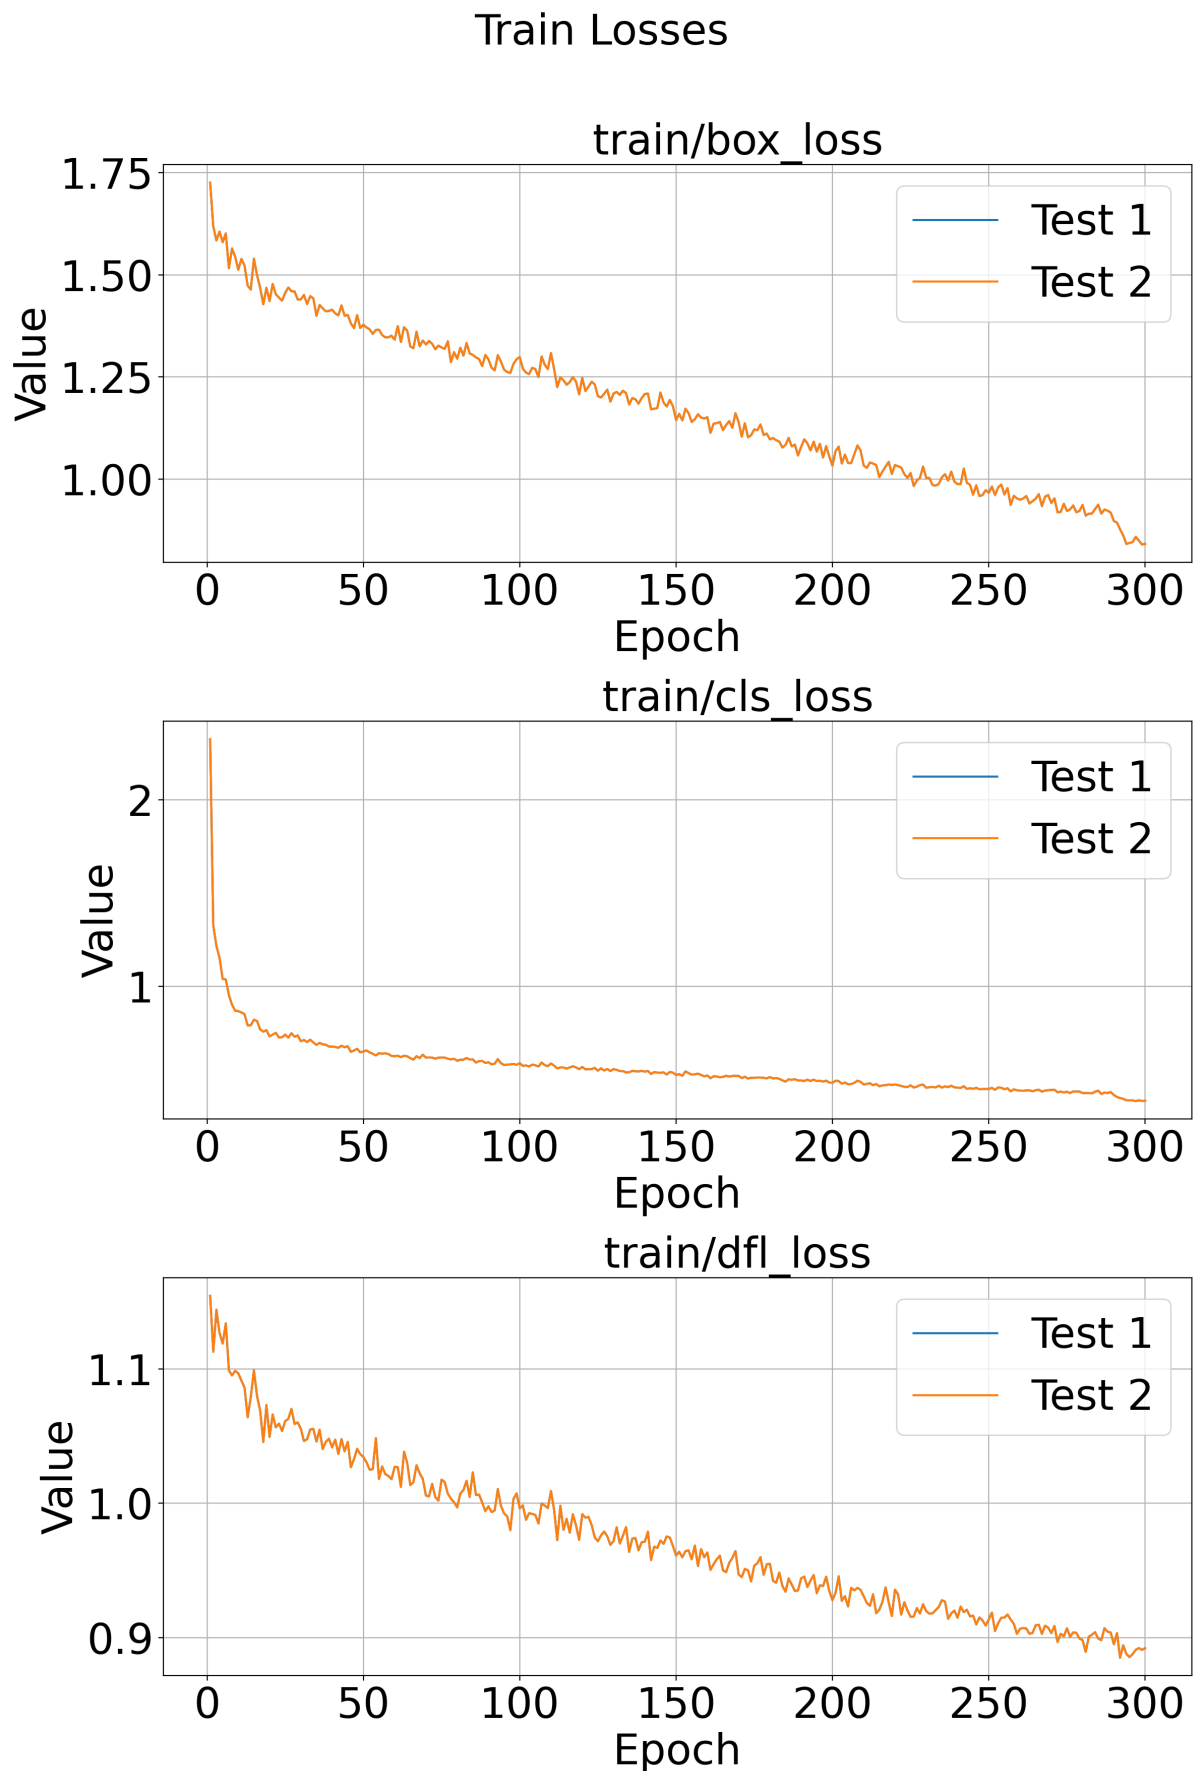 Train Losses
train/box_loss
1.75
1.50
1.25
1.00
Value
Test 1
Test 2
0 50 100 150 200 250 300
Epoch
train/cls_loss
2
1
Value
Test 1
Test 2
0 50 100 150 200 250 300
Epoch
train/dfl_loss
1.1
1.0
0.9
Value
Test 1
Test 2
0 50 100 150 200 250 300
Epoch